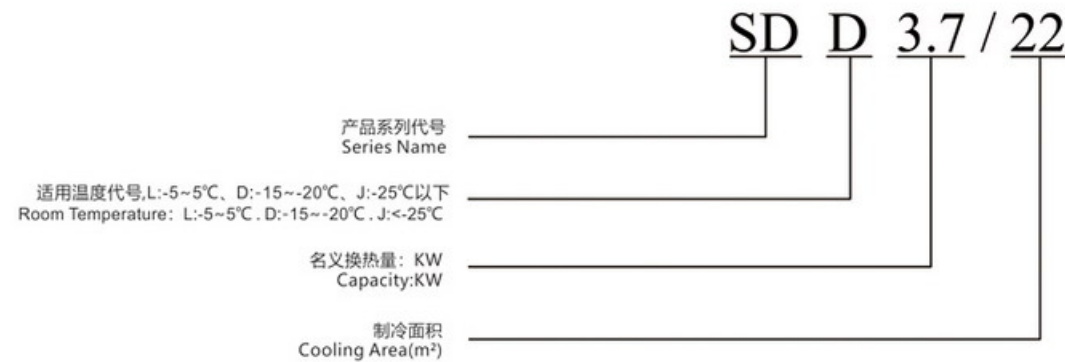 SD D 3.7 / 22
产品系列代号
Series Name
适用温度代号,L:-5~5℃、D:-15~-20℃、J:-25℃以下
Room Temperature: L:-5~5℃ . D:-15~-20℃ . J:<-25℃
名义换热量: KW
Capacity:KW
制冷面积
Cooling Area(m²)